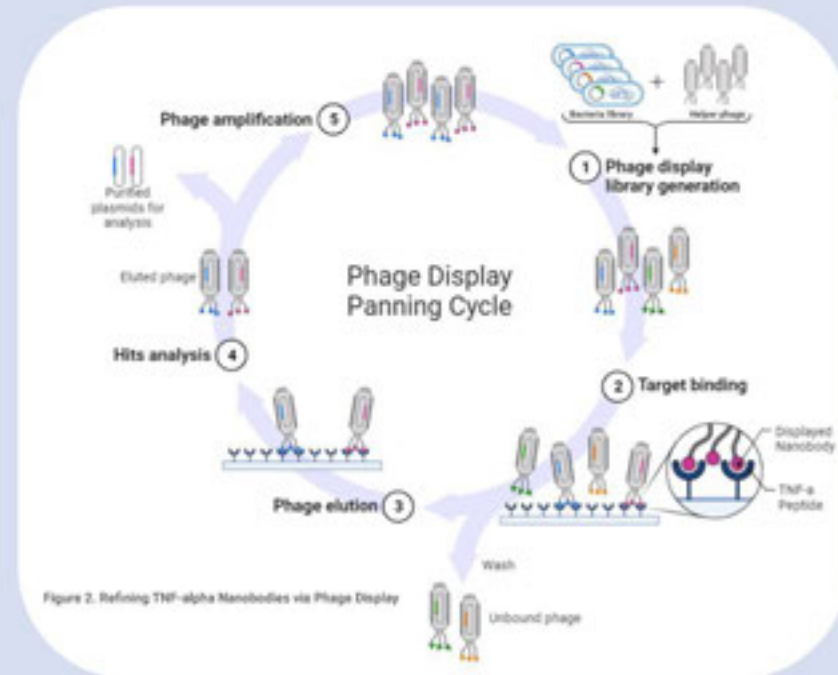 Bacteria library
+
Helper phage
1
Phage display
library generation
Phage Display
Panning Cycle
2
Target binding
Displayed
Nanobody
TNF-a
Peptide
Wash
Unbound phage
Phage elution
3
Hits analysis
4
Eluted phage
Purified
plasmids for
analysis
Phage amplification
5
Figure 2. Refining TNF-alpha Nanobodies via Phage Display